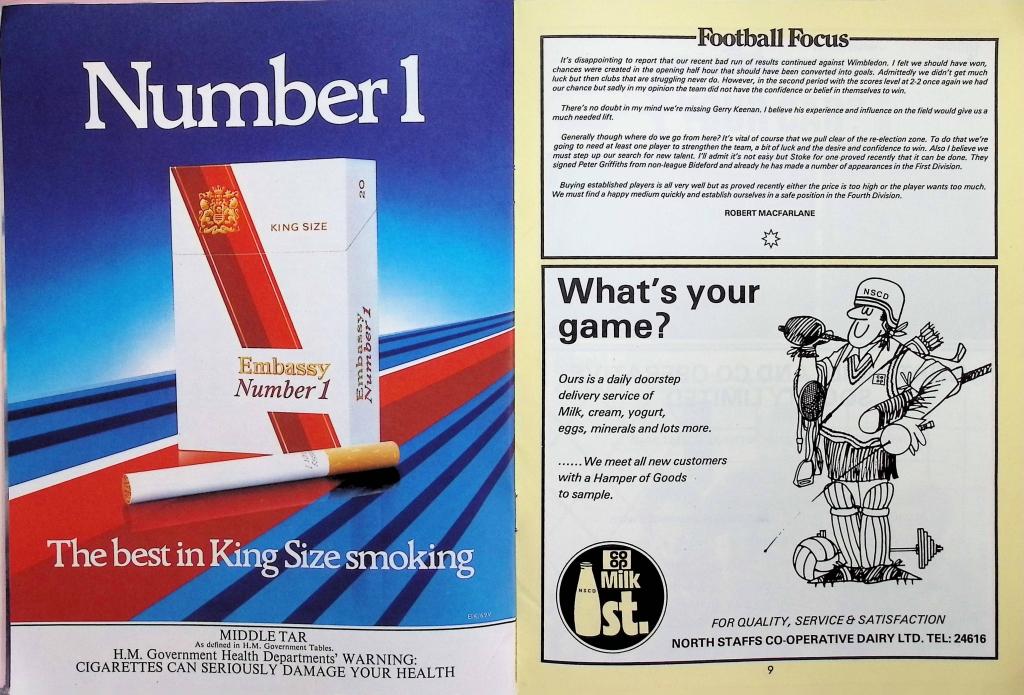 Number 1
20
KING SIZE
Embassy
Number 1
Embassy
Number 1
The best in King Size smoking
MIDDLE TAR
As defined in H.M. Government Tables.
H.M. Government Health Departments' WARNING:
CIGARETTES CAN SERIOUSLY DAMAGE YOUR HEALTH
Football Focus
It's disappointing to report that our recent bad run of results continued against Wimbledon. I felt we should have won,
chances were created in the opening half hour that should have been converted into goals. Admittedly we didn't get much
luck but then clubs that are struggling never do. However, in the second period with the scores level at 2-2 once again we had
our chance but sadly in my opinion the team did not have the confidence or belief in themselves to win.
There's no doubt in my mind we're missing Gerry Keenan. I believe his experience and influence on the field would give us a
much needed lift.
Generally though where do we go from here? It's vital of course that we pull clear of the re-election zone. To do that we're
going to need at least one player to strengthen the team, a bit of luck and the desire and confidence to win. Also I believe we
must step up our search for new talent. I'll admit it's not easy but Stoke for one proved recently that it can be done. They
signed Peter Griffiths from non-league Bideford and already he has made a number of appearances in the First Division.
Buying established players is all very well but as proved recently either the price is too high or the player wants too much.
We must find a happy medium quickly and establish ourselves in a safe position in the Fourth Division.
ROBERT MACFARLANE
What's your
game?
NSCD
Ours is a daily doorstep
delivery service of
Milk, cream, yogurt,
eggs, minerals and lots more.
......We meet all new customers
with a Hamper of Goods
to sample.
CO
OP
Milk
NSCD
1st.
FOR QUALITY, SERVICE & SATISFACTION
NORTH STAFFS CO-OPERATIVE DAIRY LTD. TEL: 24616
9